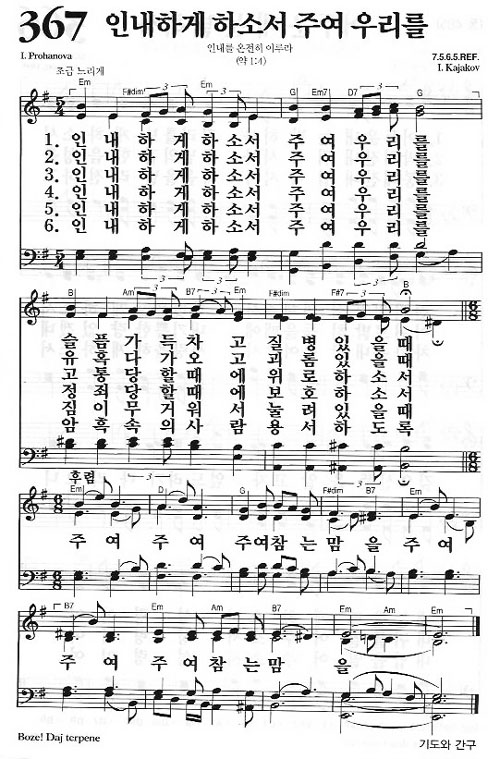 367 인내하게 하소서 주여 우리를
인내를 온전히 이루라
(약 1:4)
I. Prohanova
7.5.6.5.REF.
I. Kajakov
조금 느리게
Em F#dim Em G Em7 D7 G
1. 인 내 하 게 하 소 서 주 여 우 리 를
2. 인 내 하 게 하 소 서 주 여 우 리 를
3. 인 내 하 게 하 소 서 주 여 우 리 를
4. 인 내 하 게 하 소 서 주 여 우 리 를
5. 인 내 하 게 하 소 서 주 여 우 리 를
6. 인 내 하 게 하 소 서 주 여 우 리 를
B Am B7 Em F#dim F#7 B
슬 픔 가 득 차 고 질 병 있 을 때
유 혹 다 가 오 고 괴 롬 있 을 때
고 통 당 할 때 에 위 로 하 소 서
정 죄 당 할 때 에 보 호 하 소 서
짐 이 무 거 워 서 눌 려 있 을 때
암 흑 속 의 사 람 용 서 하 도 록
후렴
Em D G F#dim B7 Em
주 여 주 여 주여참 는 맘 을 주 여
B7 Em Am Em Am Em
주 여 주 여 참 는 맘 을
Boze! Daj terpene
기도와 간구